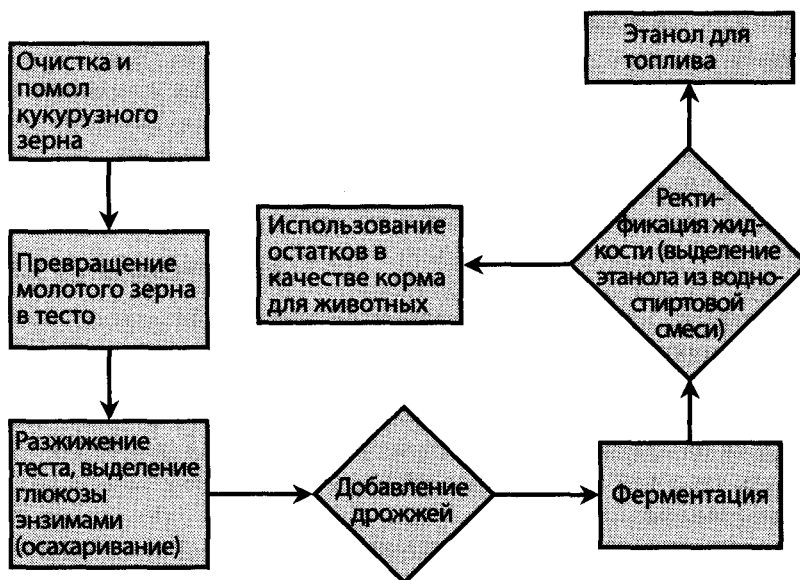 Очистка и
помол
кукурузного
зерна
Превращение
молотого зерна
в тесто
Разжижение
теста, выделение
глюкозы
энзимами
(осахаривание)
Добавление
дрожжей
Ферментация
Ректи-
фикация жид-
кости (выделение
этанола из водно-
спиртовой
смеси)
Использование
остатков в
качестве корма
для животных
Этанол для
топлива